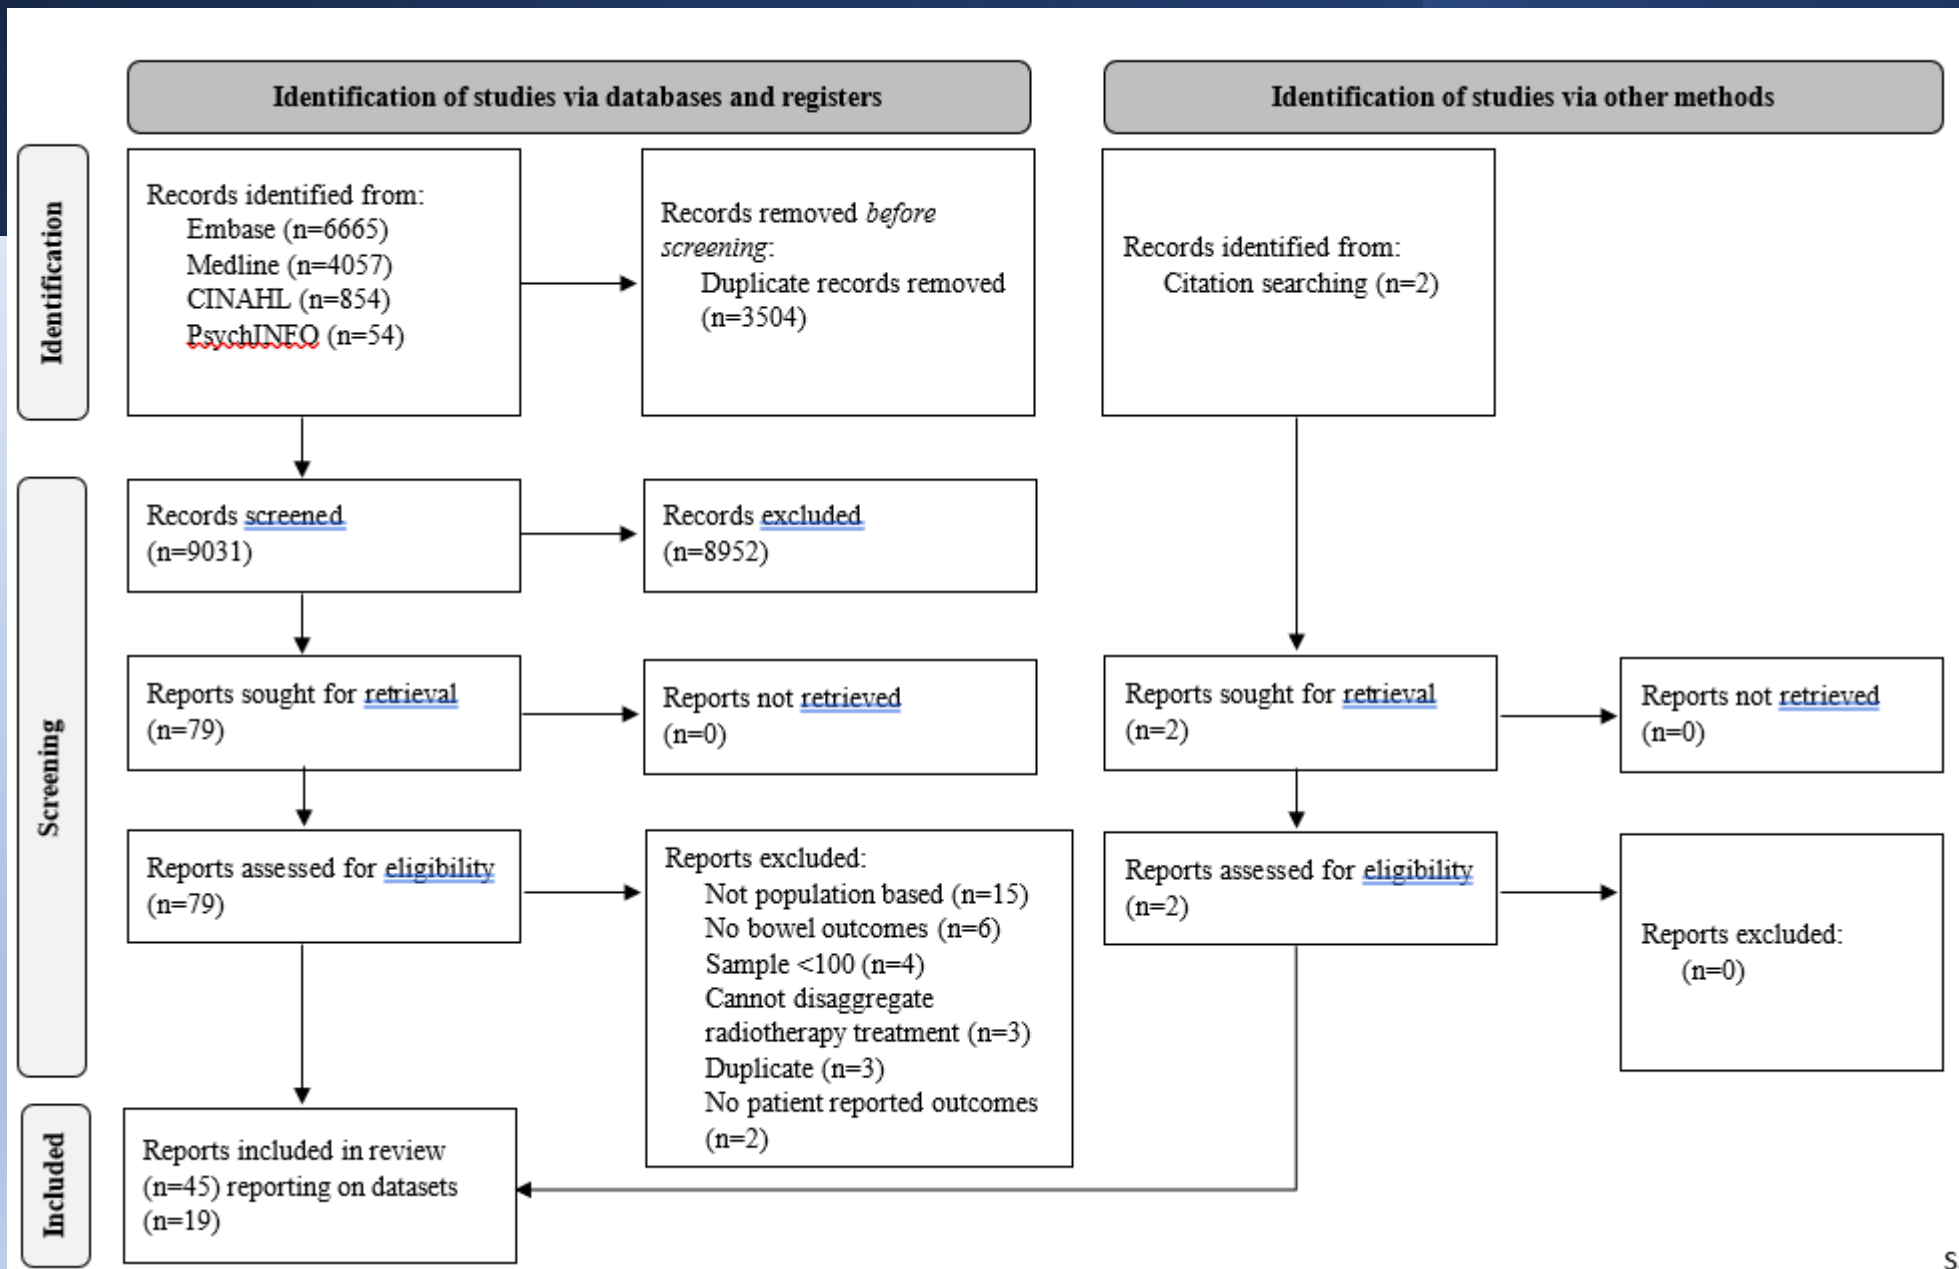 Identification of studies via databases and registers
Identification of studies via other methods
Identification
Records identified from:
Embase (n=6665)
Medline (n=4057)
CINAHL (n=854)
PsychINFO (n=54)
Records removed before
screening:
Duplicate records removed
(n=3504)
Records identified from:
Citation searching (n=2)
Screening
Records screened
(n=9031)
Records excluded
(n=8952)
Reports sought for retrieval
(n=79)
Reports not retrieved
(n=0)
Reports sought for retrieval
(n=2)
Reports not retrieved
(n=0)
Reports assessed for eligibility
(n=79)
Reports excluded:
Not population based (n=15)
No bowel outcomes (n=6)
Sample <100 (n=4)
Cannot disaggregate
radiotherapy treatment (n=3)
Duplicate (n=3)
No patient reported outcomes
(n=2)
Reports assessed for eligibility
(n=2)
Reports excluded:
(n=0)
Included
Reports included in review
(n=45) reporting on datasets
(n=19)
s